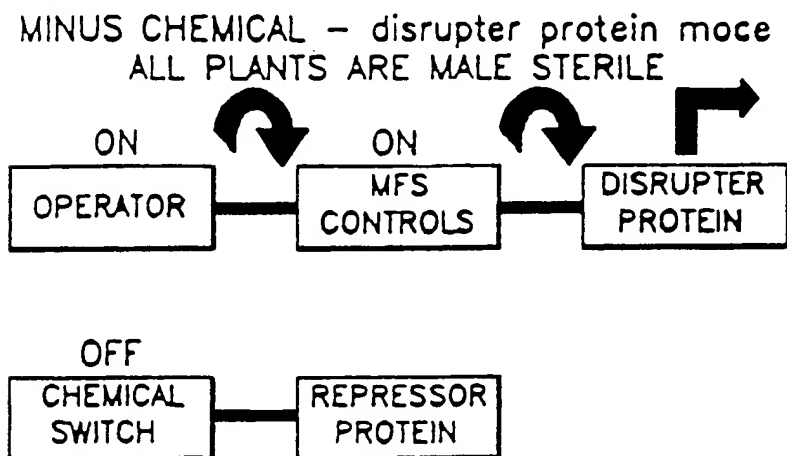 MINUS CHEMICAL – disrupter protein moce
ALL PLANTS ARE MALE STERILE
ON
ON
OPERATOR
MFS
CONTROLS
DISRUPTER
PROTEIN
OFF
CHEMICAL
SWITCH
REPRESSOR
PROTEIN